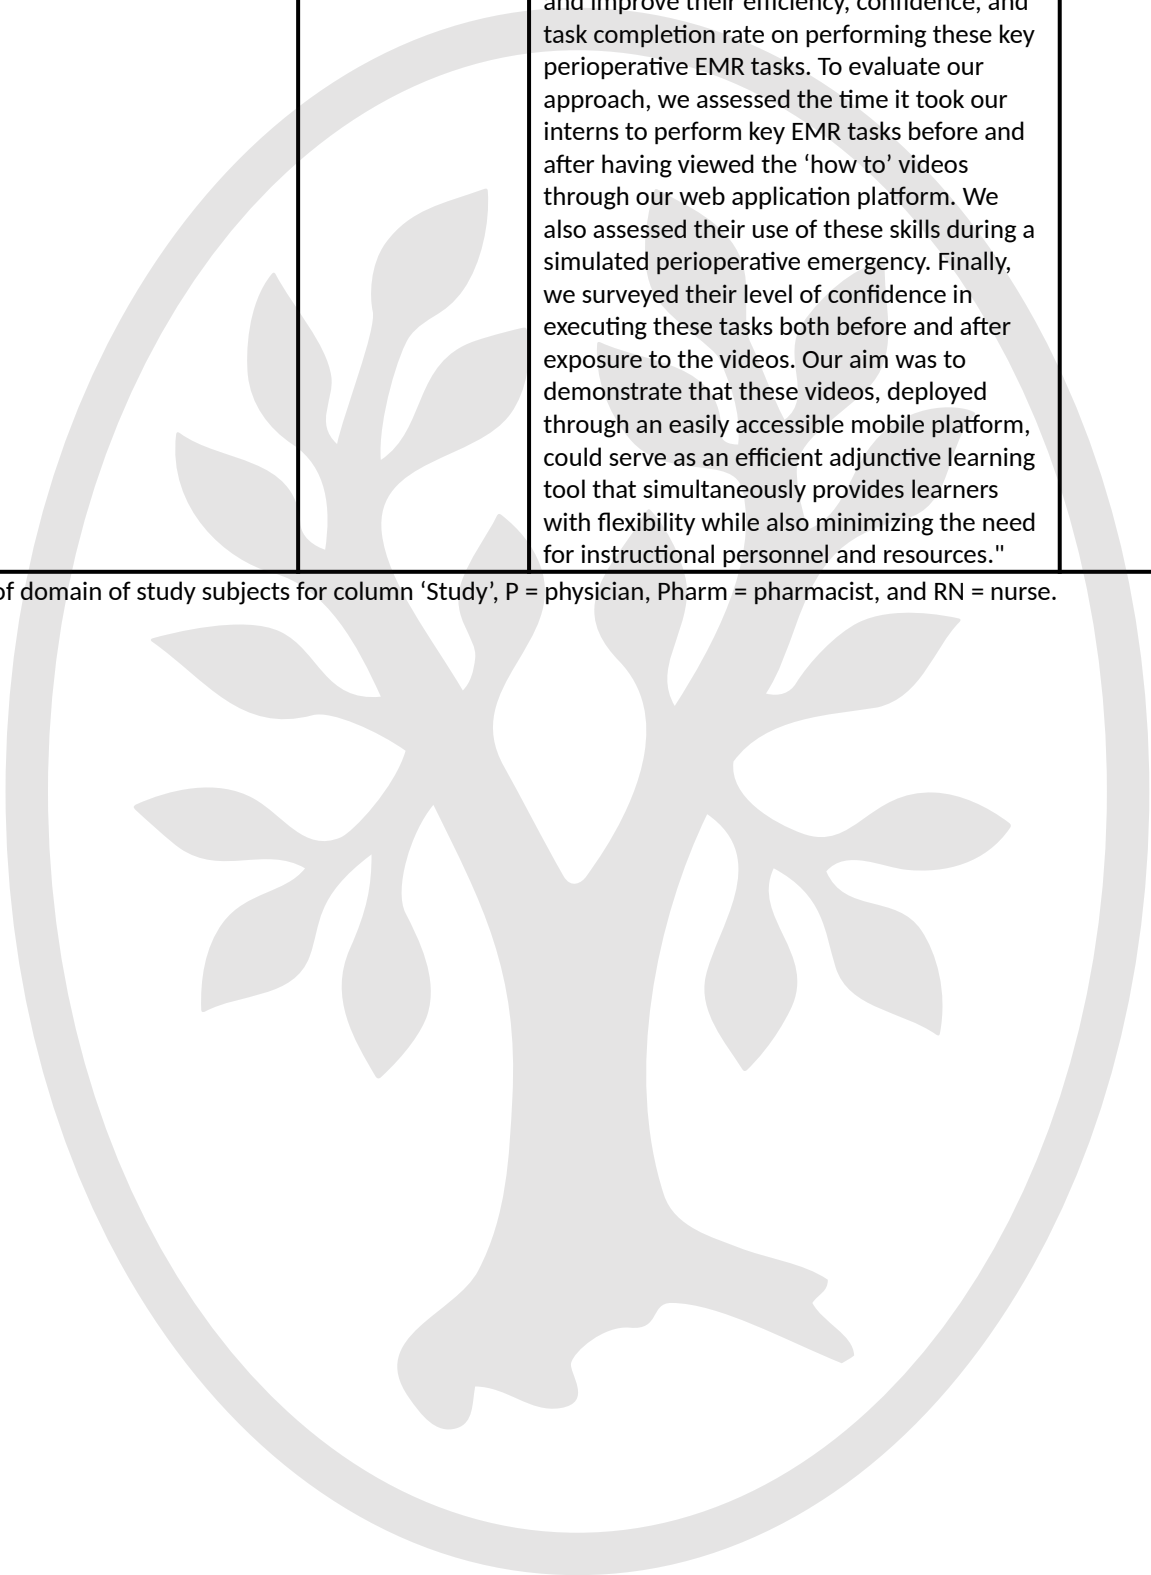 and improve their efficiency, confidence, and
task completion rate on performing these key
perioperative EMR tasks. To evaluate our
approach, we assessed the time it took our
interns to perform key EMR tasks before and
after having viewed the ‘how to’ videos
through our web application platform. We
also assessed their use of these skills during a
simulated perioperative emergency. Finally,
we surveyed their level of confidence in
executing these tasks both before and after
exposure to the videos. Our aim was to
demonstrate that these videos, deployed
through an easily accessible mobile platform,
could serve as an efficient adjunctive learning
tool that simultaneously provides learners
with flexibility while also minimizing the need
for instructional personnel and resources."
of domain of study subjects for column ‘Study’, P = physician, Pharm = pharmacist, and RN = nurse.